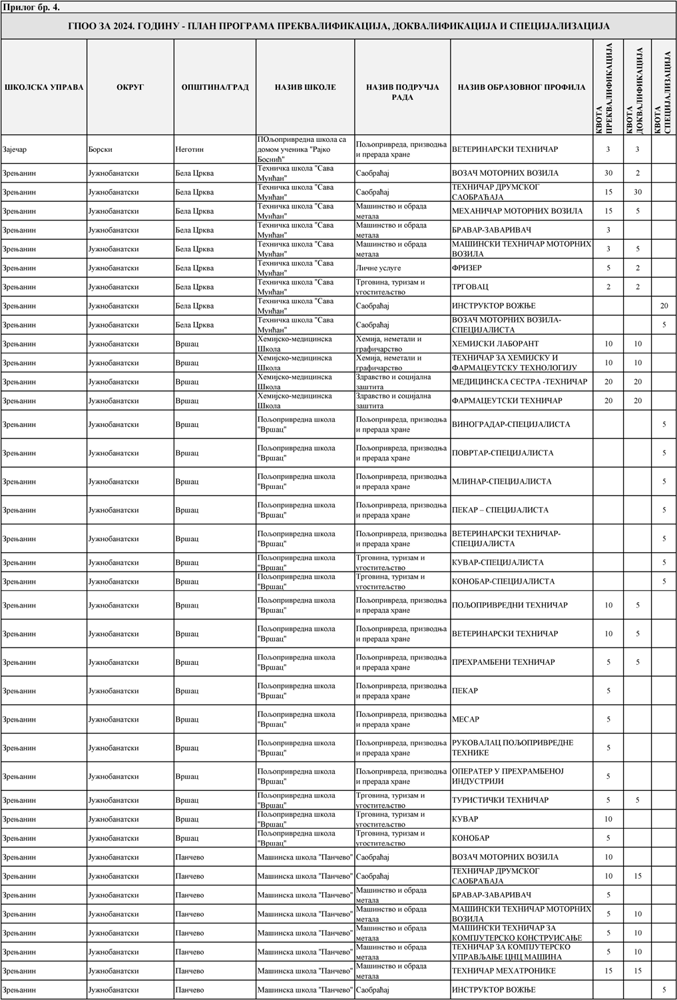 Прилог бр. 4.
ГПОО ЗА 2024. ГОДИНУ - ПЛАН ПРОГРАМА ПРЕКВАЛИФИКАЦИЈА, ДОКВАЛИФИКАЦИЈА И СПЕЦИЈАЛИЗАЦИЈА
ШКОЛСКА УПРАВА ОКРУГ ОПШТИНА/ГРАД НАЗИВ ШКОЛЕ НАЗИВ ПОДРУЧЈА РАДА НАЗИВ ОБРАЗОВНОГ ПРОФИЛА КВОТА ПРЕКВАЛИФИКАЦИЈА КВОТА ДОКВАЛИФИКАЦИЈА КВОТА СПЕЦИЈАЛИЗАЦИЈА
Зајечар Борски Неготин ПОљопривредна школа са домом ученика "Рајко Боснић" Пољопривреда, призводња и прерада хране ВЕТЕРИНАРСКИ ТЕХНИЧАР 3 3
Зрењанин Јужнобанатски Бела Црква Техничка школа "Сава Мунћан" Саобраћај ВОЗАЧ МОТОРНИХ ВОЗИЛА 30 2
Зрењанин Јужнобанатски Бела Црква Техничка школа "Сава Мунћан" Саобраћај ТЕХНИЧАР ДРУМСКОГ САОБРАЋАЈА 15 30
Зрењанин Јужнобанатски Бела Црква Техничка школа "Сава Мунћан" Машинство и обрада метала МЕХАНИЧАР МОТОРНИХ ВОЗИЛА 15 5
Зрењанин Јужнобанатски Бела Црква Техничка школа "Сава Мунћан" Машинство и обрада метала БРАВАР-ЗАВАРИВАЧ 3
Зрењанин Јужнобанатски Бела Црква Техничка школа "Сава Мунћан" Машинство и обрада метала МАШИНСКИ ТЕХНИЧАР МОТОРНИХ ВОЗИЛА 3 5
Зрењанин Јужнобанатски Бела Црква Техничка школа "Сава Мунћан" Личне услуге ФРИЗЕР 5 2
Зрењанин Јужнобанатски Бела Црква Техничка школа "Сава Мунћан" Трговина, туризам и угоститељство ТРГОВАЦ 2 2
Зрењанин Јужнобанатски Бела Црква Техничка школа "Сава Мунћан" Саобраћај ИНСТРУКТОР ВОЖЊЕ 20
Зрењанин Јужнобанатски Бела Црква Техничка школа "Сава Мунћан" Саобраћај ВОЗАЧ МОТОРНИХ ВОЗИЛА-СПЕЦИЈАЛИСТА 5
Зрењанин Јужнобанатски Вршац Хемијско-медицинска Школа Хемија, неметали и графичарство ХЕМИЈСКИ ЛАБОРАНТ 10 10
Зрењанин Јужнобанатски Вршац Хемијско-медицинска Школа Хемија, неметали и графичарство ТЕХНИЧАР ЗА ХЕМИЈСКУ И ФАРМАЦЕУТСКУ ТЕХНОЛОГИЈУ 10 10
Зрењанин Јужнобанатски Вршац Хемијско-медицинска Школа Здравство и социјална заштита МЕДИЦИНСКА СЕСТРА -ТЕХНИЧАР 20 20
Зрењанин Јужнобанатски Вршац Хемијско-медицинска Школа Здравство и социјална заштита ФАРМАЦЕУТСКИ ТЕХНИЧАР 20 20
Зрењанин Јужнобанатски Вршац Пољопривредна школа "Вршац" Пољопривреда, призводња и прерада хране ВИНОГРАДАР-СПЕЦИЈАЛИСТА 5
Зрењанин Јужнобанатски Вршац Пољопривредна школа "Вршац" Пољопривреда, призводња и прерада хране ПОВРТАР-СПЕЦИЈАЛИСТА 5
Зрењанин Јужнобанатски Вршац Пољопривредна школа "Вршац" Пољопривреда, призводња и прерада хране МЛИНАР-СПЕЦИЈАЛИСТА 5
Зрењанин Јужнобанатски Вршац Пољопривредна школа "Вршац" Пољопривреда, призводња и прерада хране ПЕКАР – СПЕЦИЈАЛИСТА 5
Зрењанин Јужнобанатски Вршац Пољопривредна школа "Вршац" Пољопривреда, призводња и прерада хране ВЕТЕРИНАРСКИ ТЕХНИЧАР-СПЕЦИЈАЛИСТА 5
Зрењанин Јужнобанатски Вршац Пољопривредна школа "Вршац" Трговина, туризам и угоститељство КУВАР-СПЕЦИЈАЛИСТА 5
Зрењанин Јужнобанатски Вршац Пољопривредна школа "Вршац" Трговина, туризам и угоститељство КОНОБАР-СПЕЦИЈАЛИСТА 5
Зрењанин Јужнобанатски Вршац Пољопривредна школа "Вршац" Пољопривреда, призводња и прерада хране ПОЉОПРИВРЕДНИ ТЕХНИЧАР 10 5
Зрењанин Јужнобанатски Вршац Пољопривредна школа "Вршац" Пољопривреда, призводња и прерада хране ВЕТЕРИНАРСКИ ТЕХНИЧАР 10 5
Зрењанин Јужнобанатски Вршац Пољопривредна школа "Вршац" Пољопривреда, призводња и прерада хране ПРЕХРАМБЕНИ ТЕХНИЧАР 5 5
Зрењанин Јужнобанатски Вршац Пољопривредна школа "Вршац" Пољопривреда, призводња и прерада хране ПЕКАР 5
Зрењанин Јужнобанатски Вршац Пољопривредна школа "Вршац" Пољопривреда, призводња и прерада хране МЕСАР 5
Зрењанин Јужнобанатски Вршац Пољопривредна школа "Вршац" Пољопривреда, призводња и прерада хране РУКОВАЛАЦ ПОЉОПРИВРЕДНЕ ТЕХНИКЕ 5
Зрењанин Јужнобанатски Вршац Пољопривредна школа "Вршац" Пољопривреда, призводња и прерада хране ОПЕРАТЕР У ПРЕХРАМБЕНОЈ ИНДУСТРИЈИ 5
Зрењанин Јужнобанатски Вршац Пољопривредна школа "Вршац" Трговина, туризам и угоститељство ТУРИСТИЧКИ ТЕХНИЧАР 5 5
Зрењанин Јужнобанатски Вршац Пољопривредна школа "Вршац" Трговина, туризам и угоститељство КУВАР 10
Зрењанин Јужнобанатски Вршац Пољопривредна школа "Вршац" Трговина, туризам и угоститељство КОНОБАР 5
Зрењанин Јужнобанатски Панчево Машинска школа "Панчево" Саобраћај ВОЗАЧ МОТОРНИХ ВОЗИЛА 10
Зрењанин Јужнобанатски Панчево Машинска школа "Панчево" Саобраћај ТЕХНИЧАР ДРУМСКОГ САОБРАЋАЈА 10 15
Зрењанин Јужнобанатски Панчево Машинска школа "Панчево" Машинство и обрада метала БРАВАР-ЗАВАРИВАЧ 5
Зрењанин Јужнобанатски Панчево Машинска школа "Панчево" Машинство и обрада метала МАШИНСКИ ТЕХНИЧАР МОТОРНИХ ВОЗИЛА 5 10
Зрењанин Јужнобанатски Панчево Машинска школа "Панчево" Машинство и обрада метала МАШИНСКИ ТЕХНИЧАР ЗА КОМПЈУТЕРСКО КОНСТРУИСАЊЕ 5 10
Зрењанин Јужнобанатски Панчево Машинска школа "Панчево" Машинство и обрада метала ТЕХНИЧАР ЗА КОМПЈУТЕРСКО УПРАВЉАЊЕ ЦНЦ МАШИНА 5 10
Зрењанин Јужнобанатски Панчево Машинска школа "Панчево" Машинство и обрада метала ТЕХНИЧАР МЕХАТРОНИКЕ 15 15
Зрењанин Јужнобанатски Панчево Машинска школа "Панчево" Саобраћај ИНСТРУКТОР ВОЖЊЕ 5